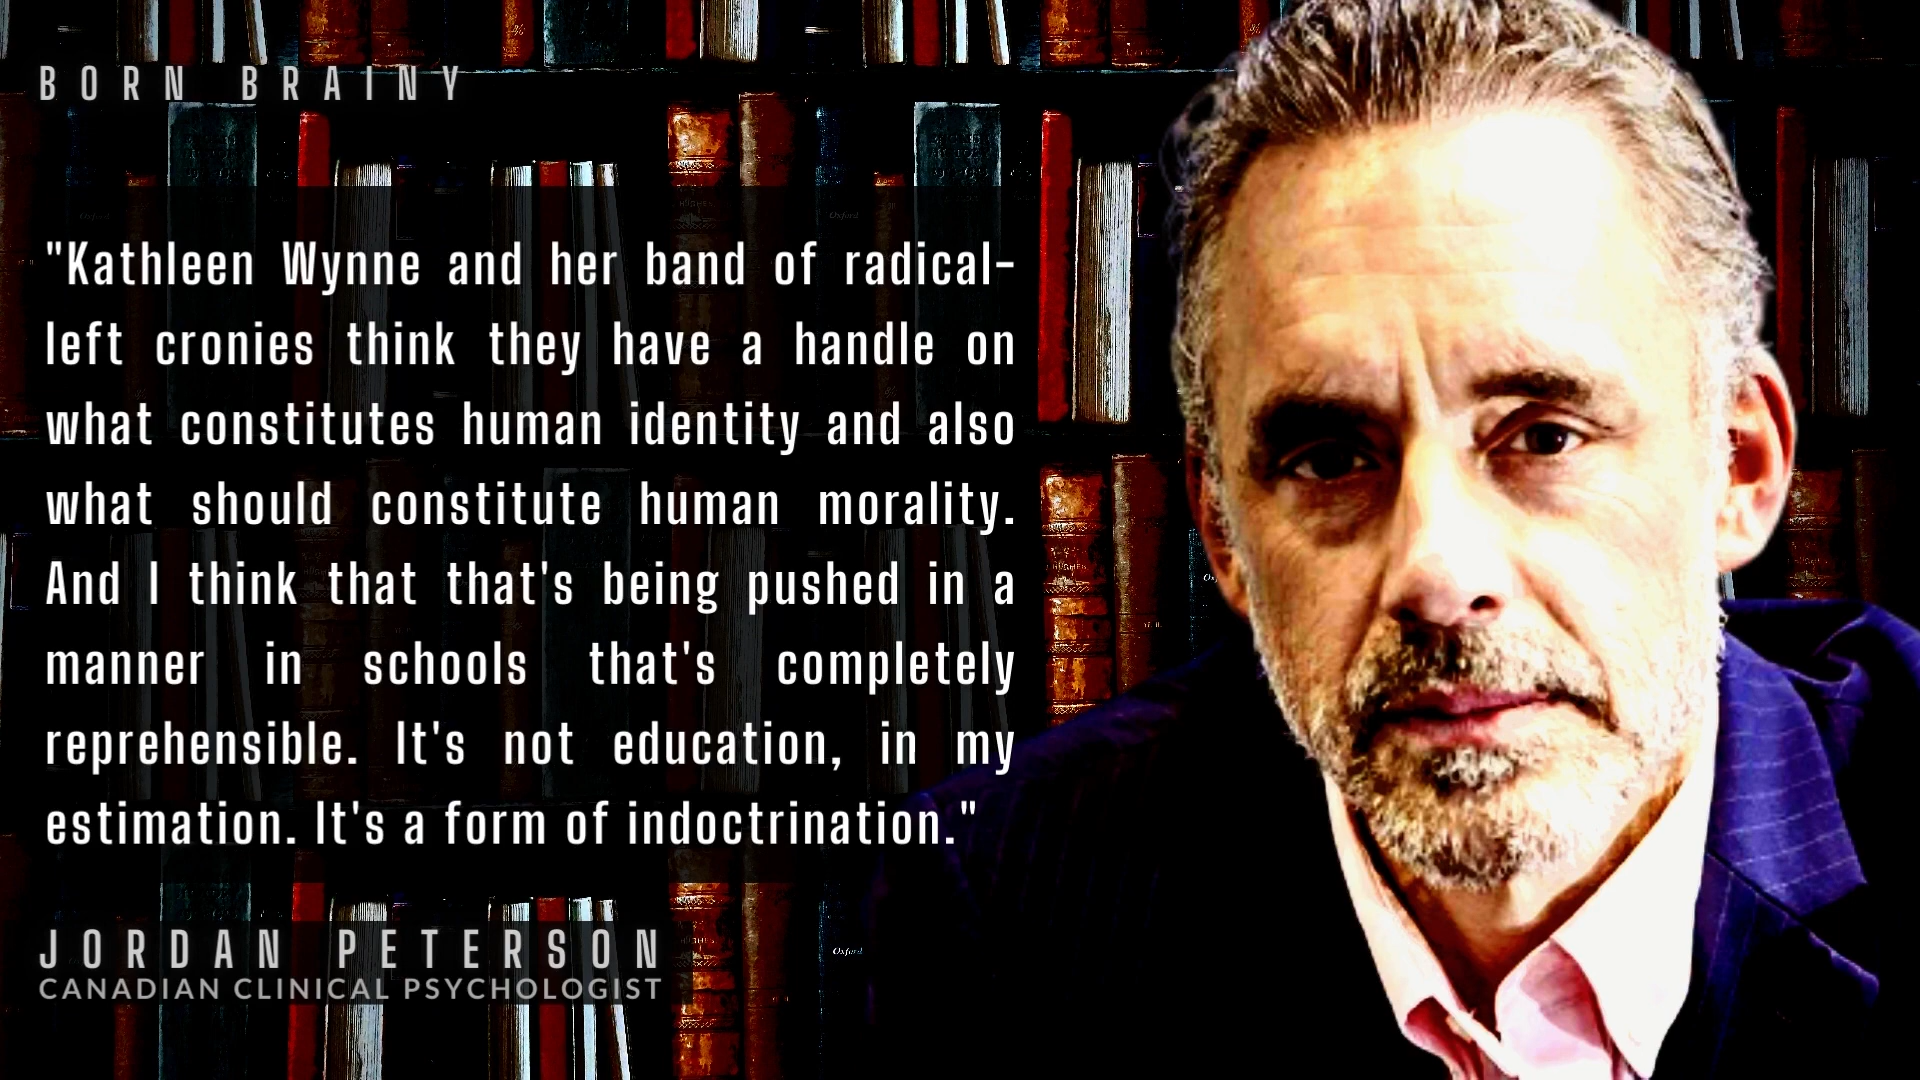 BORN BRAINY
"Kathleen Wynne and her band of radical-
left cronies think they have a handle on
what constitutes human identity and also
what should constitute human morality.
And I think that that's being pushed in a
manner in schools that's completely
reprehensible. It's not education, in my
estimation. It's a form of indoctrination."
JORDAN PETERSON
CANADIAN CLINICAL PSYCHOLOGIST
Oxford